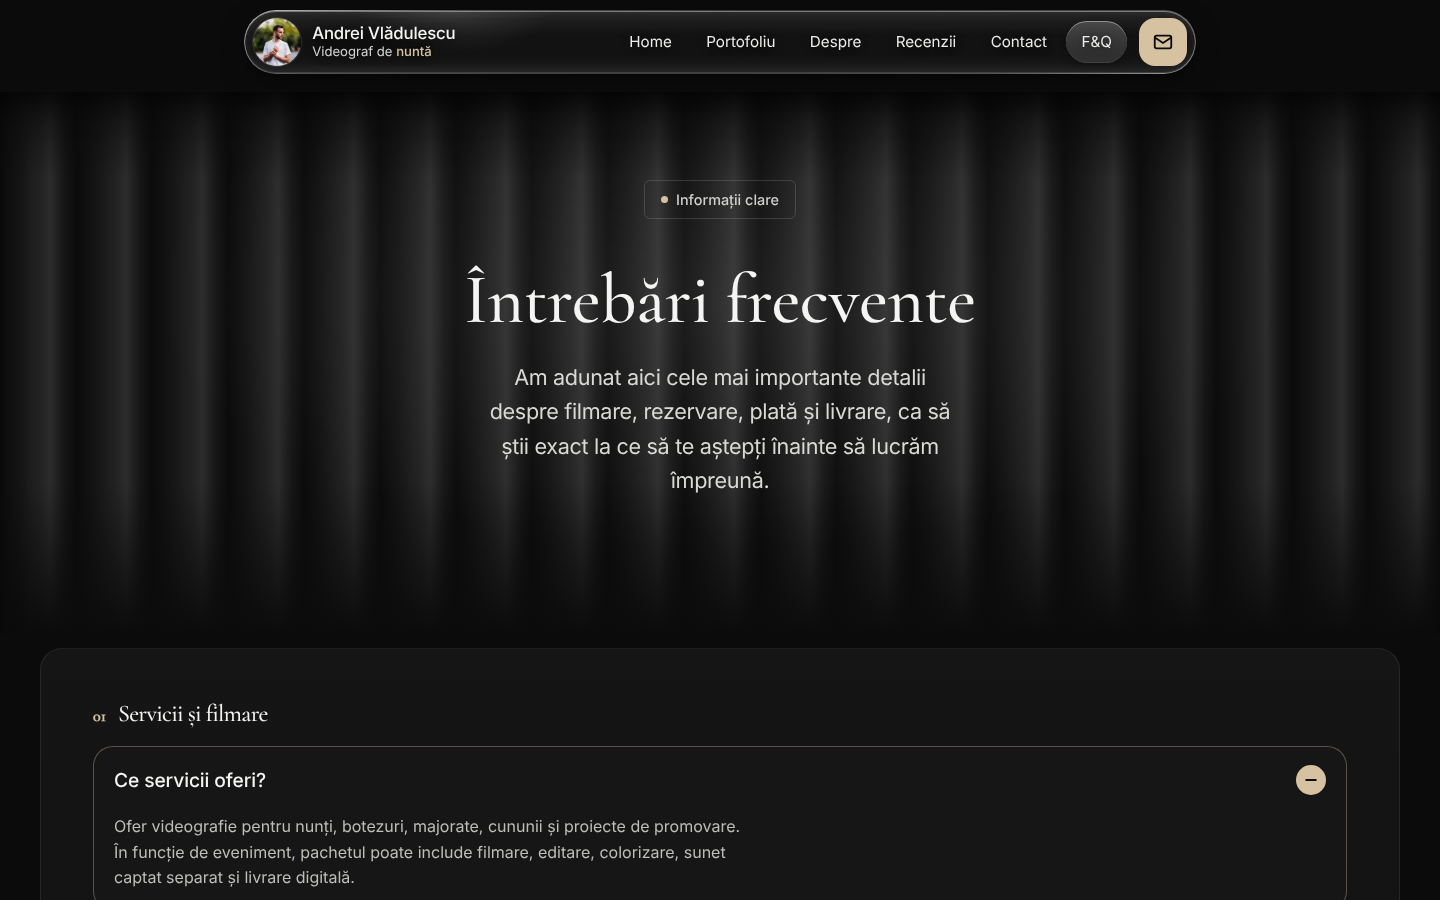 Andrei Vlădulescu
Videograf de nuntă
Home
Portofoliu
Despre
Recenzii
Contact
F&Q
Informații clare
Întrebări frecvente
Am adunat aici cele mai importante detalii
despre filmare, rezervare, plată și livrare, ca să
știi exact la ce să te aștepți înainte să lucrăm
împreună.
01 Servicii și filmare
Ce servicii oferi?
Ofer videografie pentru nunți, botezuri, majorate, cununii și proiecte de promovare.
În funcție de eveniment, pachetul poate include filmare, editare, colorizare, sunet
captat separat și livrare digitală.